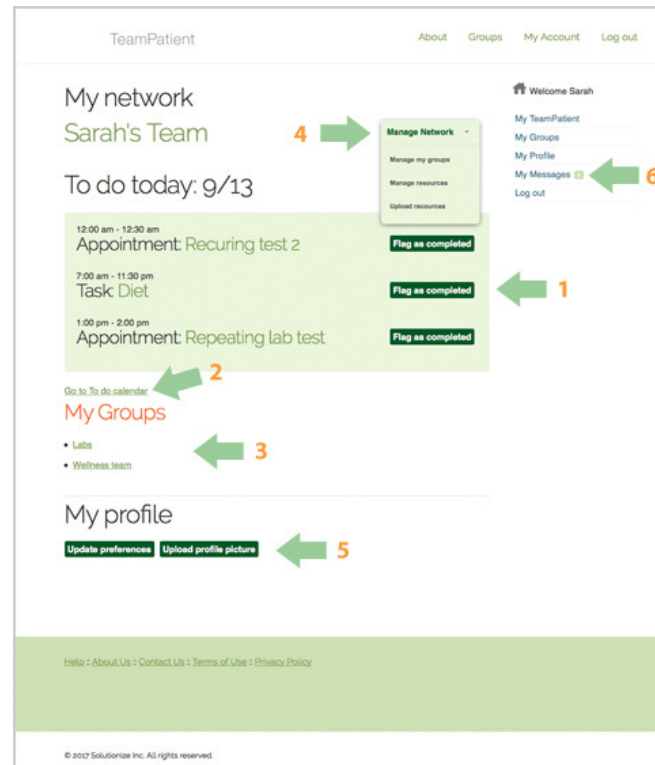 TeamPatient
About Groups My Account Log out
My network
Sarah's Team
4
Manage Network
Manage my groups
Manage resources
Upload recources
Welcome Sarah
My TeamPatient
My Groups
My Profile
My Messages
6
Log out
To do today: 9/13
12:00 am - 12:30 am
Appointment: Recuring test 2
Flag as completed
7:00 am - 11:30 pm
Task: Diet
Flag as completed
1
1:00 pm - 2:00 pm
Appointment: Repeating lab test
Flag as completed
2
Go to To do calendar
My Groups
Labs
Wellness team
3
My profile
Update preferences Upload profile picture
5
Help :: About Us :: Contact Us :: Terms of Use :: Privacy Policy
© 2017 Solutionize Inc. All rights reserved.